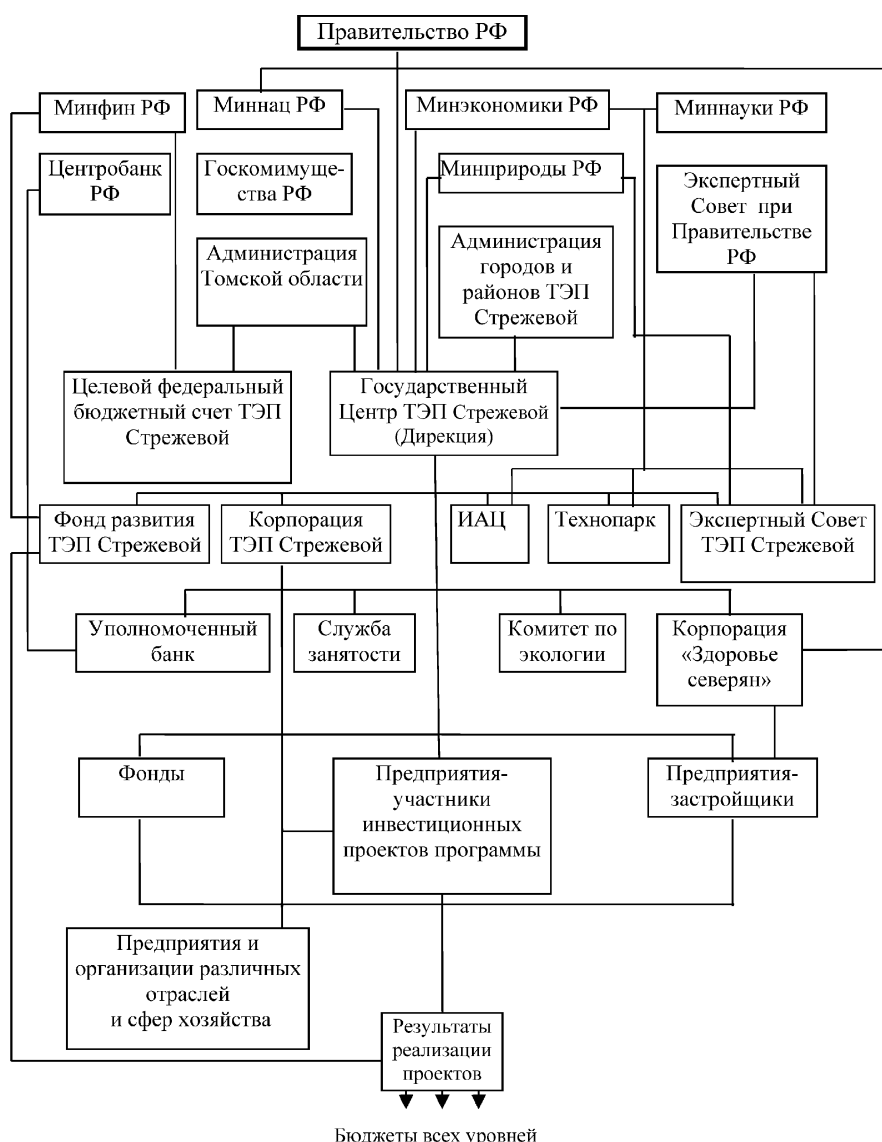 Правительство РФ
Минфин РФ
Миннац РФ
Минэкономики РФ
Миннауки РФ
Центробанк
РФ
Госкомимуще-
ства РФ
Минприроды РФ
Экспертный
Совет при
Правительстве
РФ
Администрация
Томской области
Администрация
городов и
районов ТЭП
Стрежевой
Целевой федеральный
бюджетный счет ТЭП
Стрежевой
Государственный
Центр ТЭП Стрежевой
(Дирекция)
Фонд развития
ТЭП Стрежевой
Корпорация
ТЭП Стрежевой
ИАЦ
Технопарк
Экспертный Совет
ТЭП Стрежевой
Уполномоченный
банк
Служба
занятости
Комитет по
экологии
Корпорация
«Здоровье
северян»
Фонды
Предприятия-
участники
инвестиционных
проектов программы
Предприятия-
застройщики
Предприятия и
организации различных
отраслей
и сфер хозяйства
Результаты
реализации
проектов
Бюджеты всех уровней